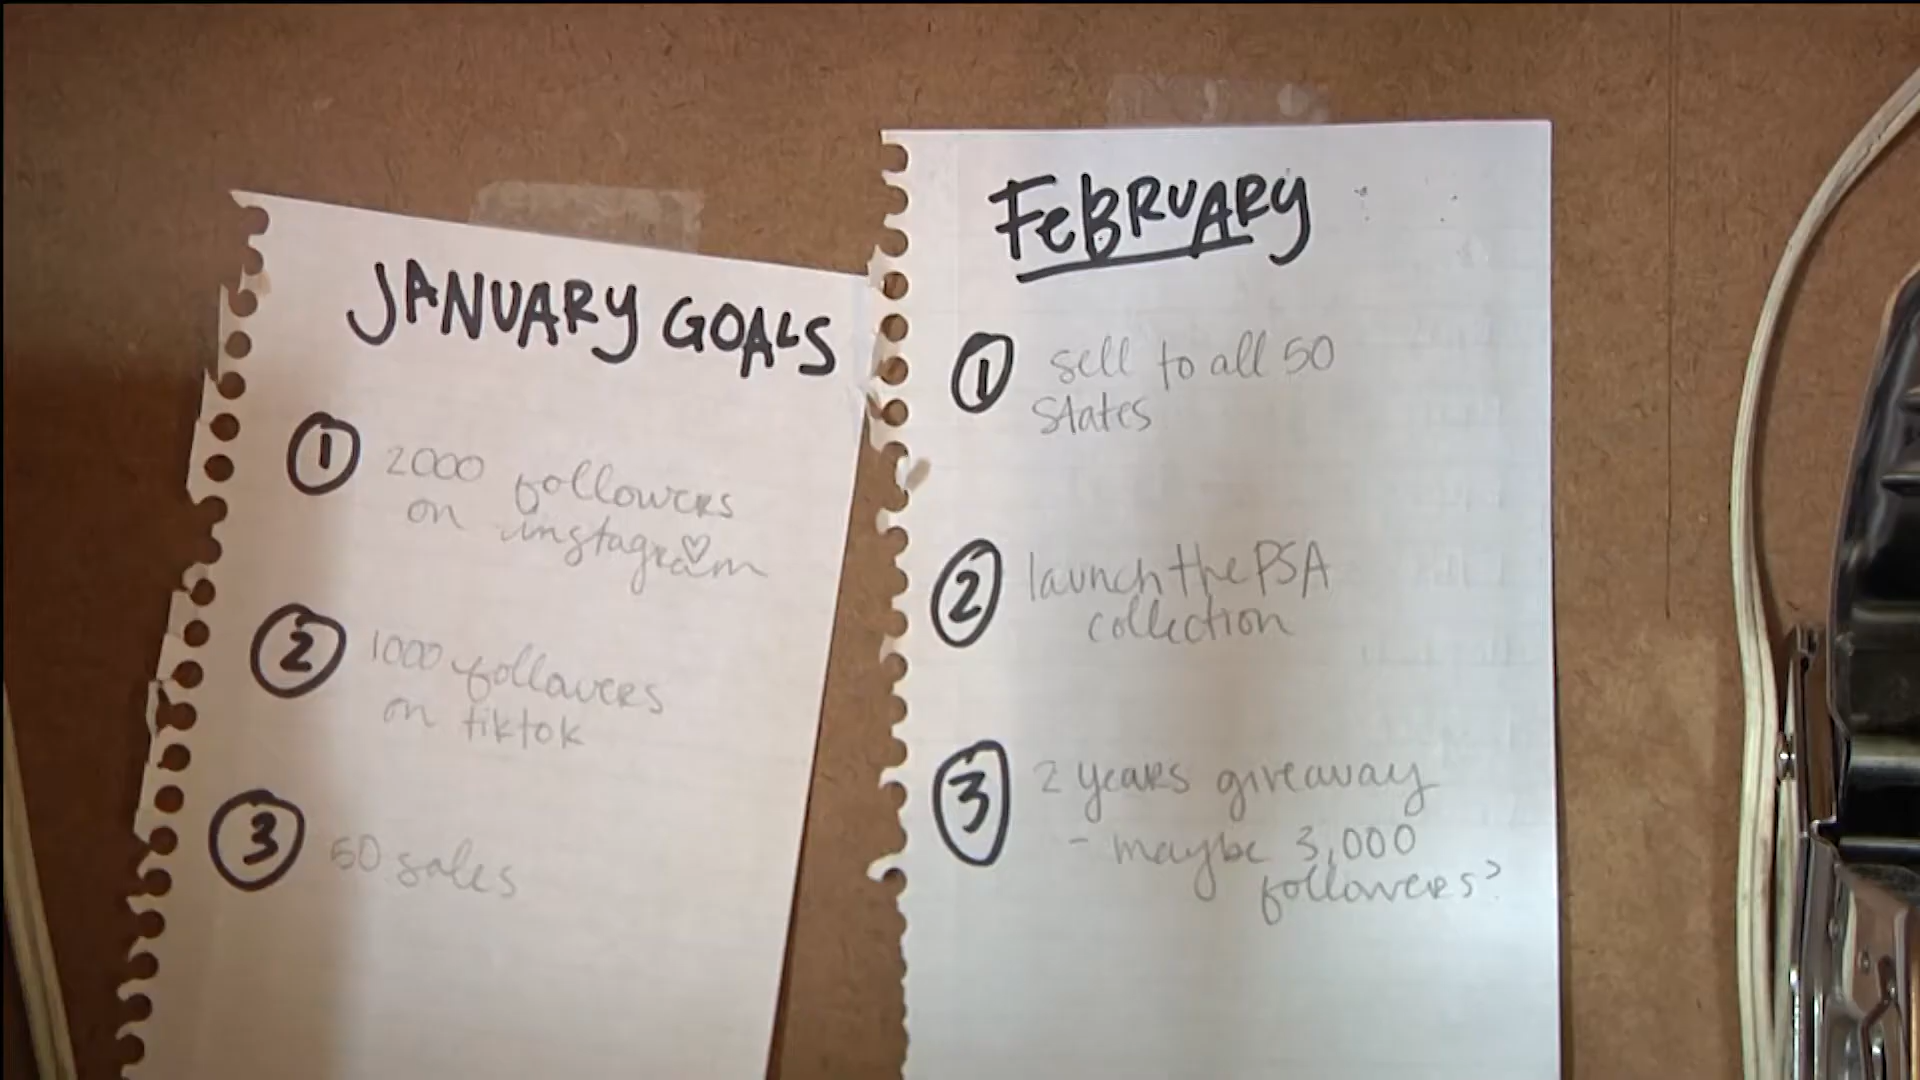 JANUARY GOALS
1 2000 followers
on instagram
2 1000 followers
on tiktok
3 50 sales
FeBRUARY
1 sell to all 50
states
2 launch the PSA
collection
3 2 years giveaway
- maybe 3,000
followers?